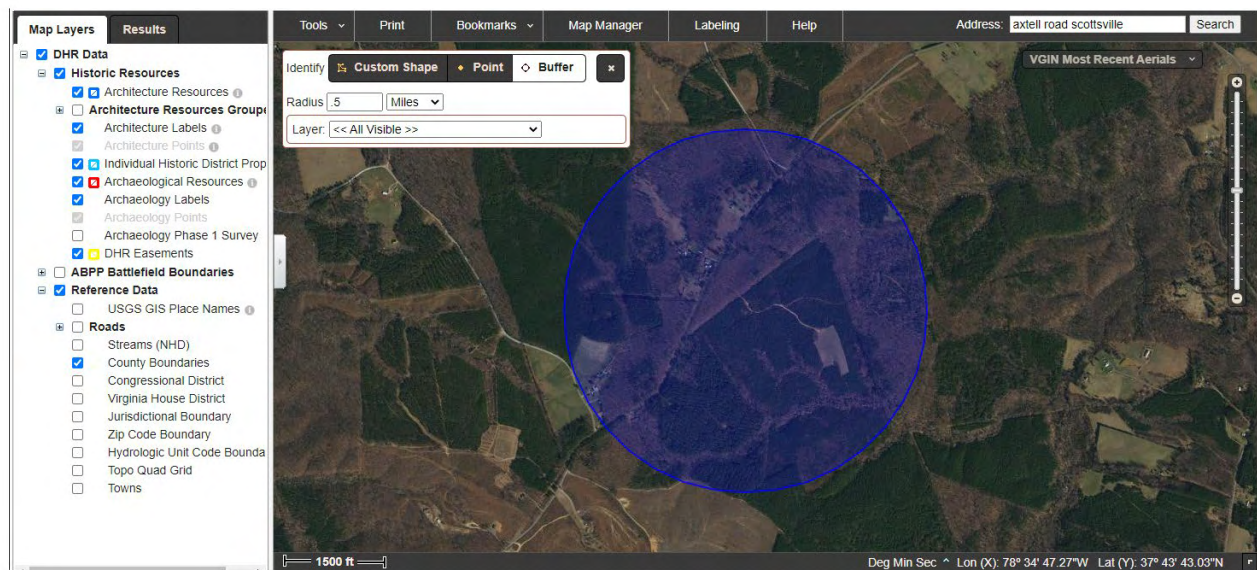 Map Layers
Results
DHR Data
Historic Resources
Architecture Resources
Architecture Resources Groupe
Architecture Labels
Architecture Points
Individual Historic District Prop
Archaeological Resources
Archaeology Labels
Archaeology Points
Archaeology Phase 1 Survey
DHR Easements
ABPP Battlefield Boundaries
Reference Data
USGS GIS Place Names
Roads
Streams (NHD)
County Boundaries
Congressional District
Virginia House District
Jurisdictional Boundary
Zip Code Boundary
Hydrologic Unit Code Bounda
Topo Quad Grid
Towns
Tools Print Bookmarks Map Manager Labeling Help Address: axtell road scottsville Search
Identify Custom Shape Point Buffer ×
Radius .5 Miles
Layer: << All Visible >>
VGIN Most Recent Aerials
1500 ft
Deg Min Sec ^ Lon (X): 78° 34' 47.27"W Lat (Y): 37° 43' 43.03"N